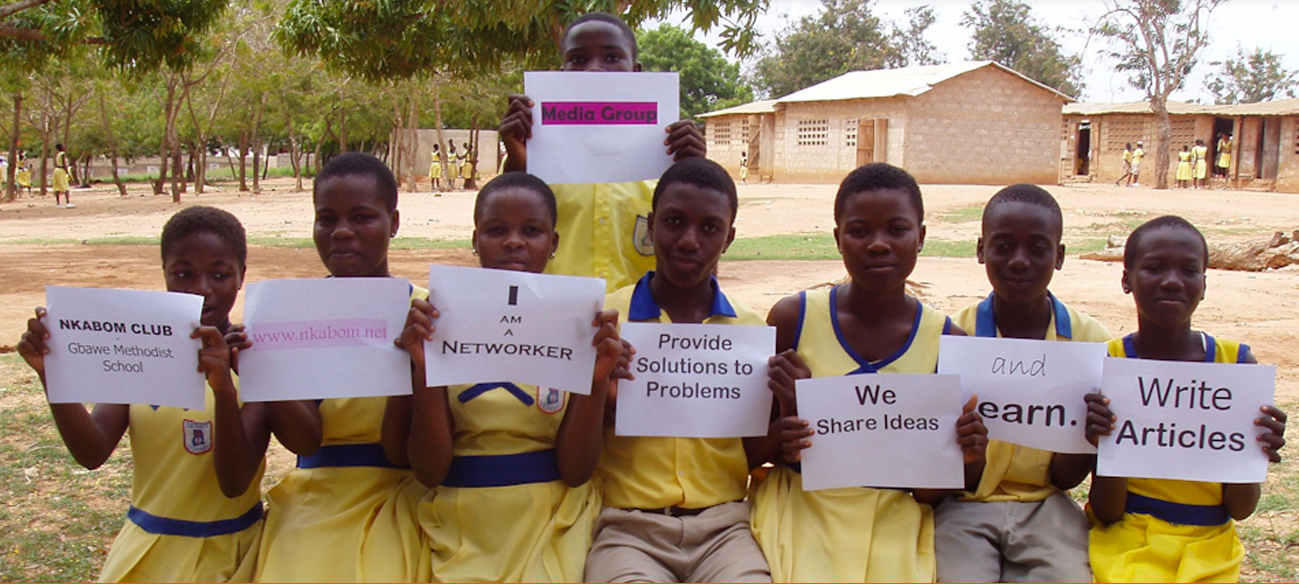 Media Group
NKABOM CLUB
-
Gbawe Methodist
School
www.nkabom.net
I
AM
A
NETWORKER
Provide
Solutions to
Problems
We
Share Ideas
and
earn.
Write
Articles